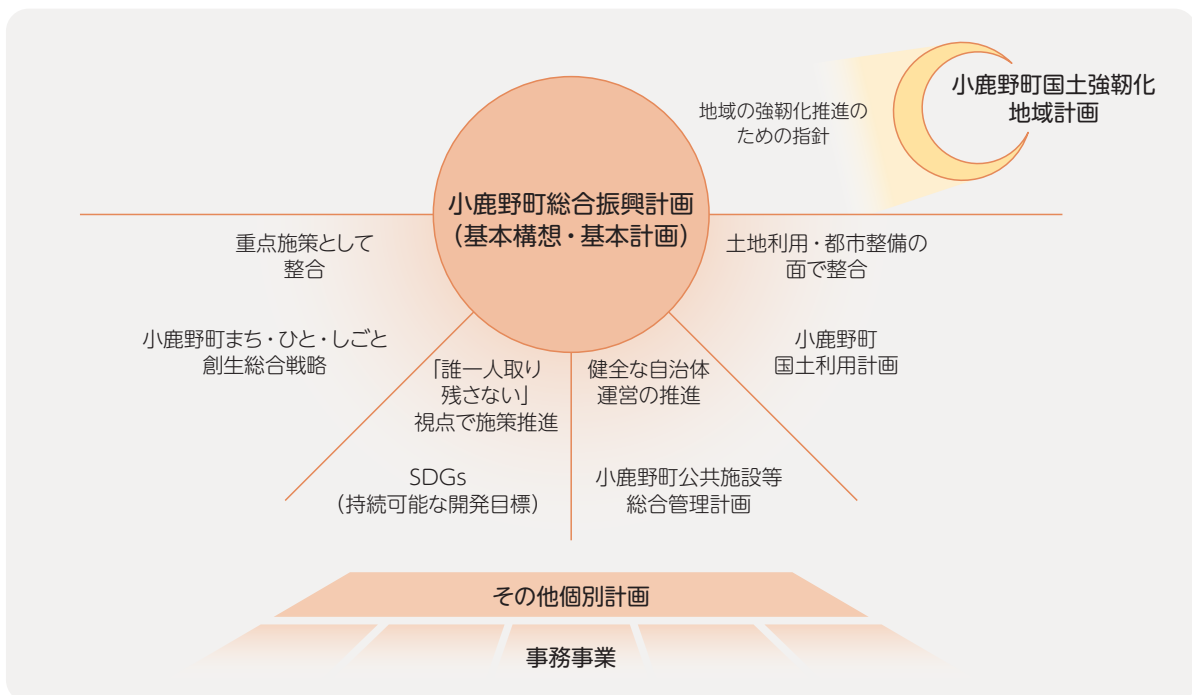 小鹿野町国土強靱化
地域計画
地域の強靱化推進の
ための指針
小鹿野町総合振興計画
（基本構想・基本計画）
重点施策として
整合
土地利用・都市整備の
面で整合
小鹿野町まち・ひと・しごと
創生総合戦略
「誰一人取り
残さない」
視点で施策推進
健全な自治体
運営の推進
小鹿野町
国土利用計画
SDGs
（持続可能な開発目標）
小鹿野町公共施設等
総合管理計画
その他個別計画
事務事業